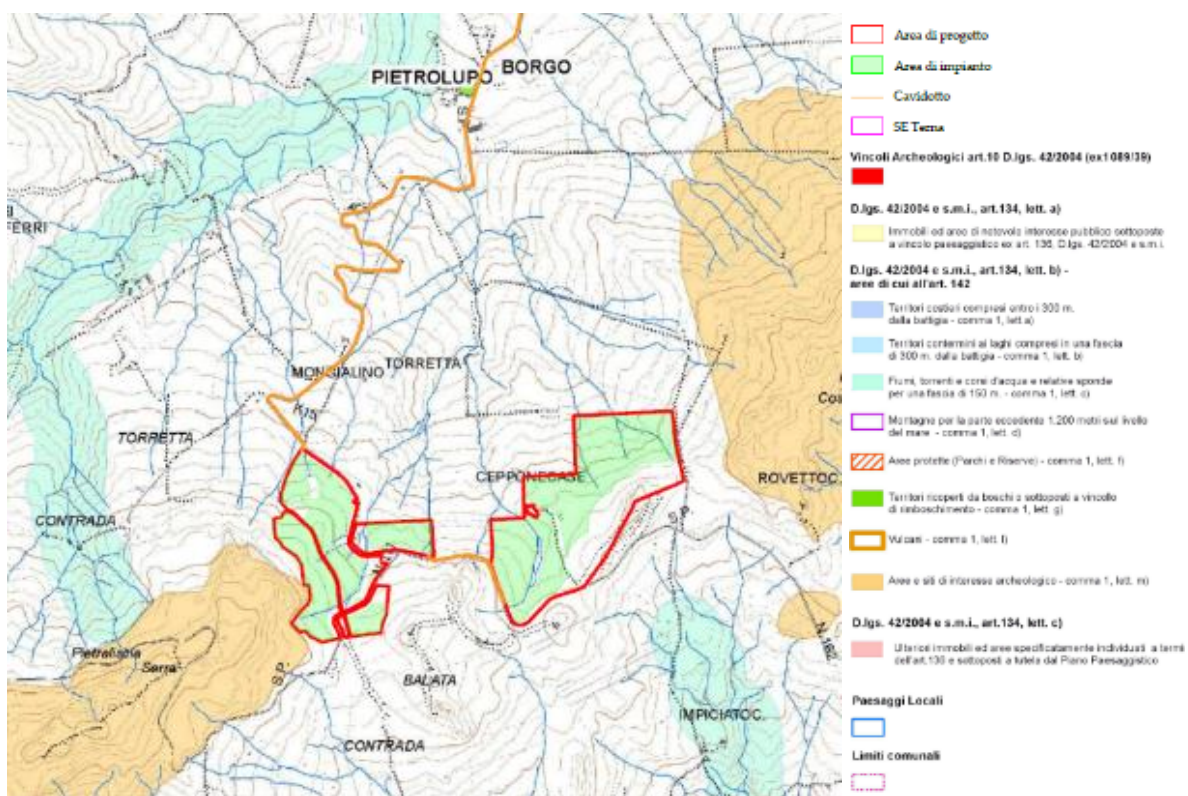 BORGO
PIETROLUPO
FERRI
TORRETTA
MONGIALINO
TORRETTA
CEPPONECASE
ROVETTOC.
CONTRADA
Pietraliscia
Serra
S.P.
BALATA
IMPICIATOC.
CONTRADA
Area di progetto
Area di impianto
Cavidotto
SE Terna
Vincoli Archeologici art.10 D.lgs. 42/2004 (ex1089/39)
D.lgs. 42/2004 e s.m.i., art.134, lett. a)
Immobili ed aree di notevole interesse pubblico sottoposte
a vincolo paesaggistico ex art. 136, D.lgs. 42/2004 e s.m.i.
D.lgs. 42/2004 e s.m.i., art.134, lett. b) -
aree di cui all'art. 142
Territori costieri compresi entro i 300 m.
dalla battigia - comma 1, lett. a)
Territori contermini ai laghi compresi in una fascia
di 300 m. dalla battigia - comma 1, lett. b)
Fiumi, torrenti e corsi d'acqua e relative sponde
per una fascia di 150 m. - comma 1, lett. c)
Montagne per la parte eccedente 1.200 metri sul livello
del mare - comma 1, lett. d)
Aree protette (Parchi e Riserve) - comma 1, lett. f)
Territori ricoperti da boschi o sottoposti a vincolo
di rimboschimento - comma 1, lett. g)
Vulcani - comma 1, lett. l)
Aree e siti di interesse archeologico - comma 1, lett. m)
D.lgs. 42/2004 e s.m.i., art.134, lett. c)
Ulteriori immobili ed aree specificatamente individuati a termi
dell'art.136 e sottoposti a tutela dal Piano Paesaggistico
Paesaggi Locali
Limiti comunali